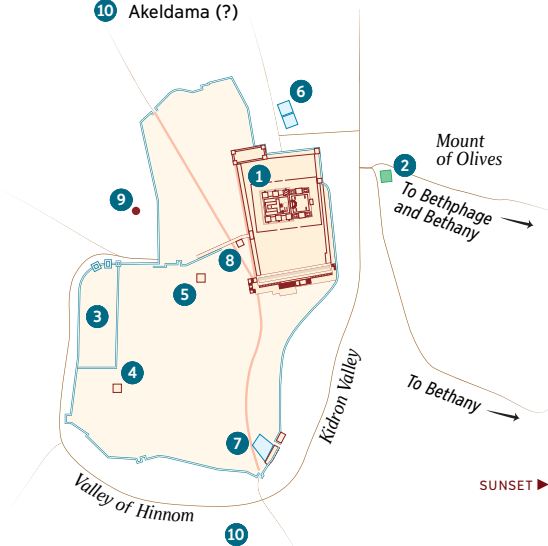 10 Akeldama (?)
6
Mount
of Olives
2
1
To Bethphage
and Bethany
9
8
5
3
4
To Bethany
Kidron Valley
7
SUNSET
Valley of Hinnom
10